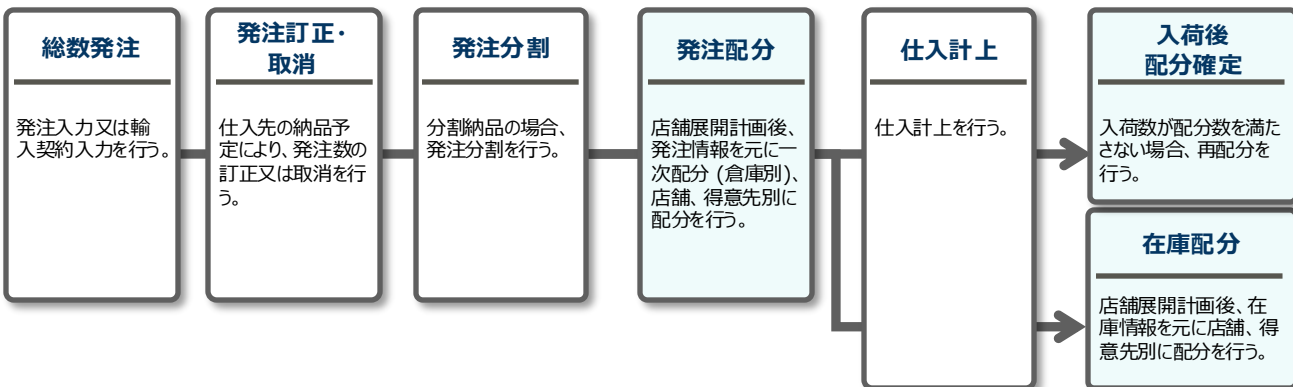 総数発注
発注入力又は輸
入契約入力を行う。
発注訂正・
取消
仕入先の納品予
定により、発注数の
訂正又は取消を行
う。
発注分割
分割納品の場合、
発注分割を行う。
発注配分
店舗展開計画後、
発注情報を元に一
次配分 (倉庫別)、
店舗、得意先別に
配分を行う。
仕入計上
仕入計上を行う。
入荷後
配分確定
入荷数が配分数を満た
さない場合、再配分を
行う。
在庫配分
店舗展開計画後、在
庫情報を元に店舗、得
意先別に配分を行う。